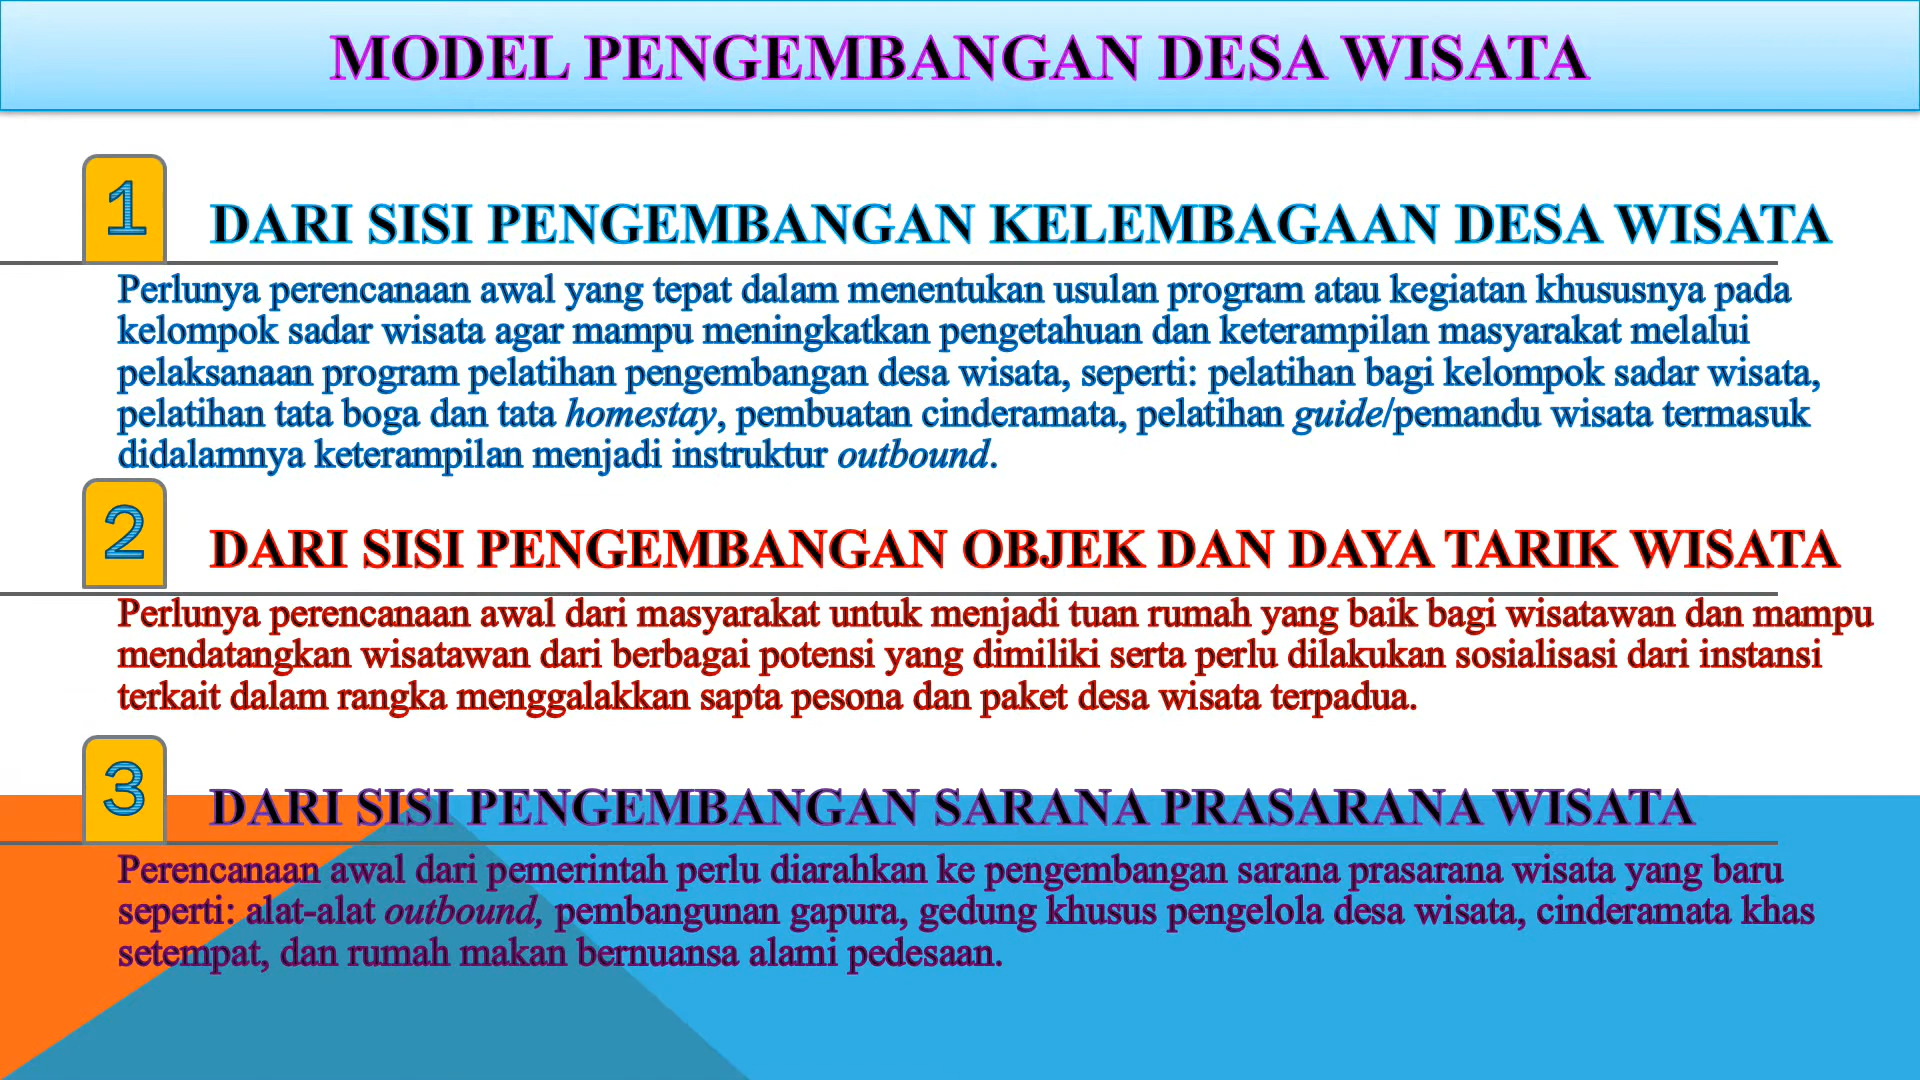 MODEL PENGEMBANGAN DESA WISATA
1
DARI SISI PENGEMBANGAN KELEMBAGAAN DESA WISATA
Perlunya perencanaan awal yang tepat dalam menentukan usulan program atau kegiatan khususnya pada
kelompok sadar wisata agar mampu meningkatkan pengetahuan dan keterampilan masyarakat melalui
pelaksanaan program pelatihan pengembangan desa wisata, seperti: pelatihan bagi kelompok sadar wisata,
pelatihan tata boga dan tata homestay, pembuatan cinderamata, pelatihan guide/pemandu wisata termasuk
didalamnya keterampilan menjadi instruktur outbound.
2
DARI SISI PENGEMBANGAN OBJEK DAN DAYA TARIK WISATA
Perlunya perencanaan awal dari masyarakat untuk menjadi tuan rumah yang baik bagi wisatawan dan mampu
mendatangkan wisatawan dari berbagai potensi yang dimiliki serta perlu dilakukan sosialisasi dari instansi
terkait dalam rangka menggalakkan sapta pesona dan paket desa wisata terpadua.
3
DARI SISI PENGEMBANGAN SARANA PRASARANA WISATA
Perencanaan awal dari pemerintah perlu diarahkan ke pengembangan sarana prasarana wisata yang baru
seperti: alat-alat outbound, pembangunan gapura, gedung khusus pengelola desa wisata, cinderamata khas
setempat, dan rumah makan bernuansa alami pedesaan.